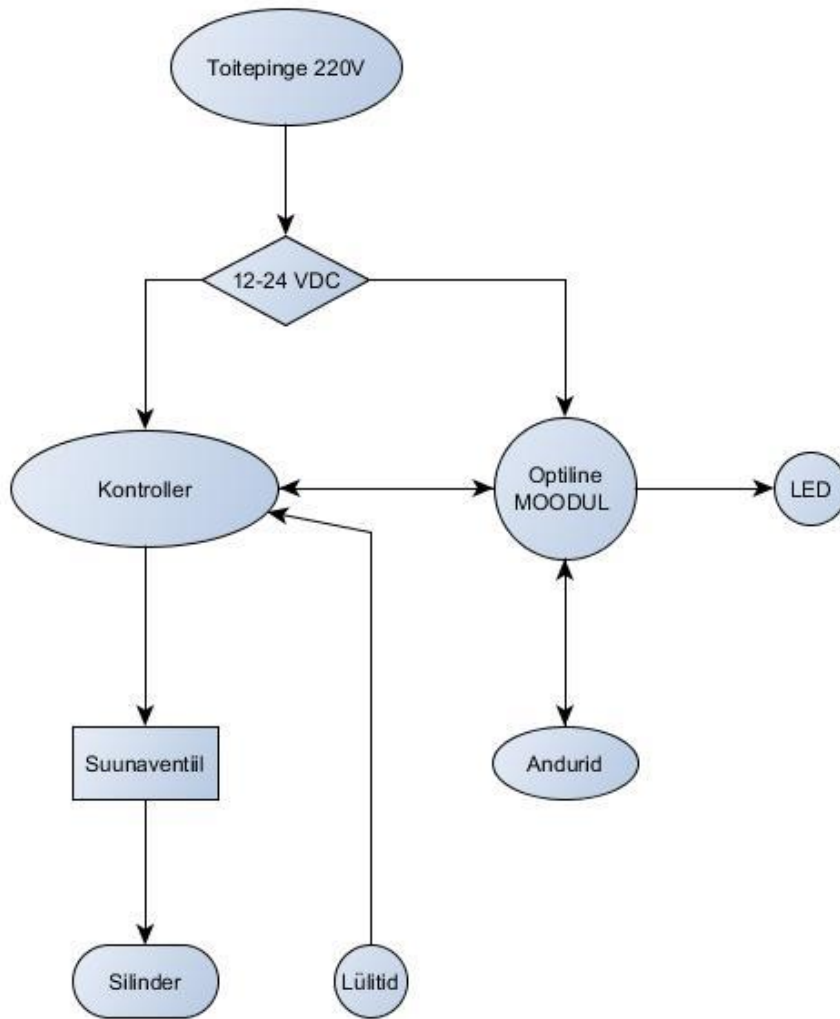 Toitepinge 220V
12-24 VDC
Kontroller
Optiline
MOODUL
LED
Suunaventiil
Andurid
Silinder
Lülitid